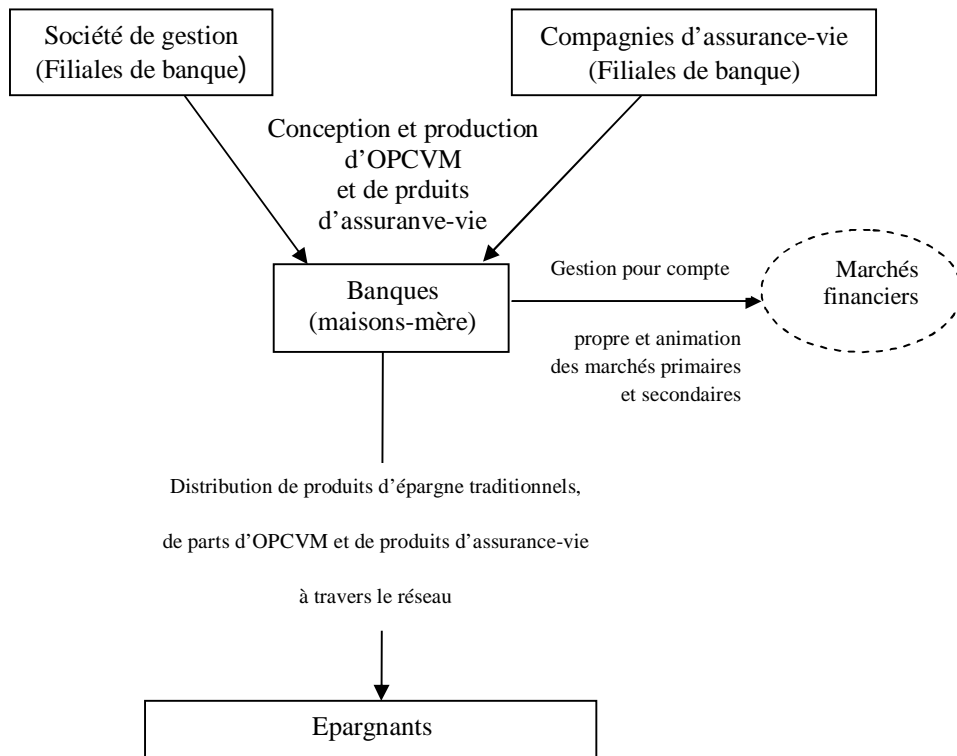 Société de gestion
(Filiales de banque)
Compagnies d’assurance-vie
(Filiales de banque)
Conception et production
d’OPCVM
et de prduits
d’assuranve-vie
Banques
(maisons-mère)
Gestion pour compte
propre et animation
des marchés primaires
et secondaires
Marchés
financiers
Distribution de produits d’épargne traditionnels,
de parts d’OPCVM et de produits d’assurance-vie
à travers le réseau
Epargnants